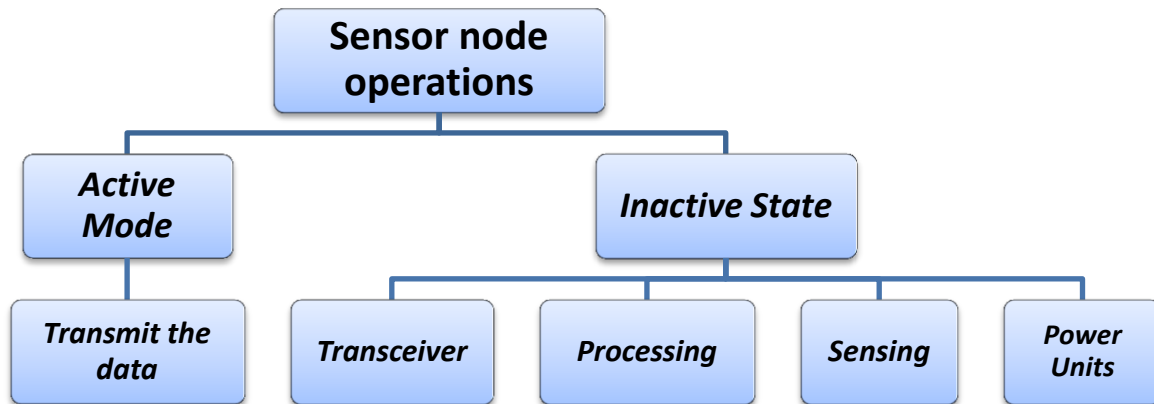 Sensor node
operations
Active
Mode
Inactive State
Transmit the
data
Transceiver
Processing
Sensing
Power
Units